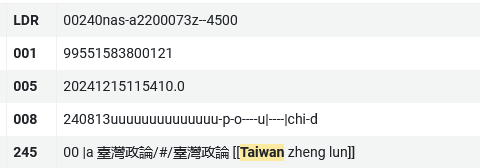 LDR 00240nas-a2200073z--4500
001 99551583800121
005 20241215115410.0
008 240813uuuuuuuuuuuuuuu-p-o----u|----|chi-d
245 00 |a 臺灣政論/#/臺灣政論 [[Taiwan zheng lun]]